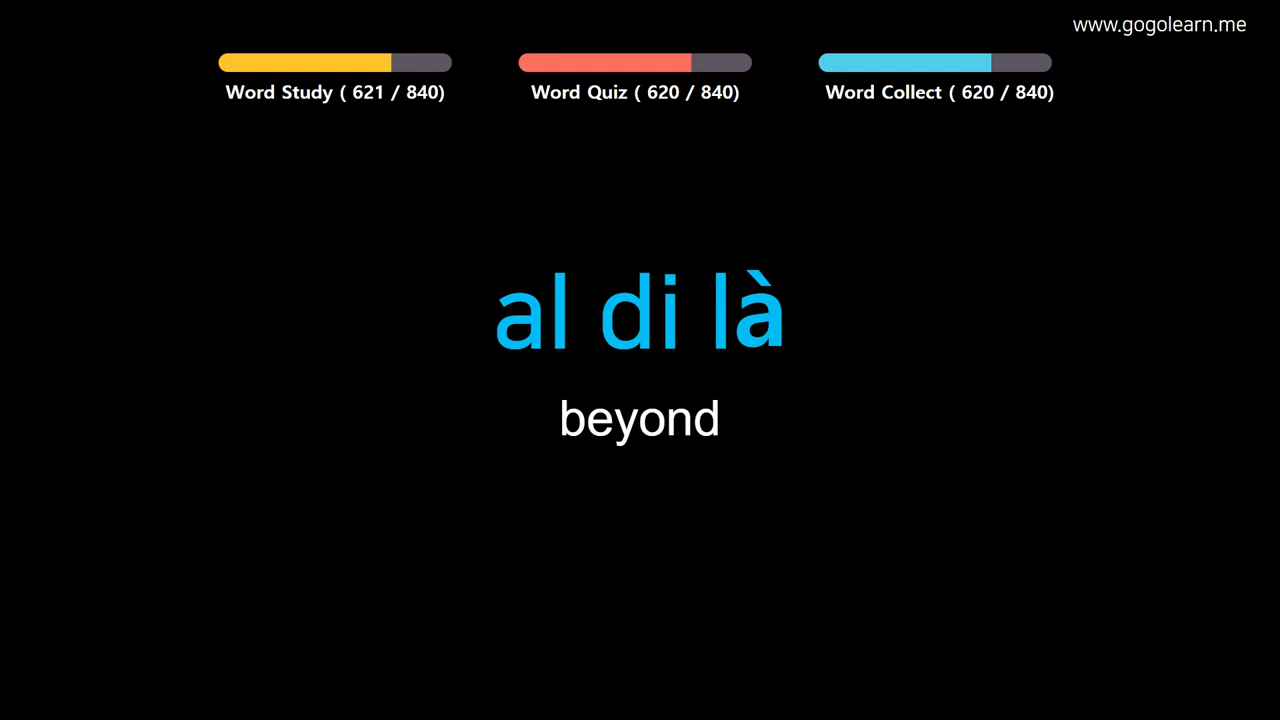 www.gogolearn.me
Word Study ( 621 / 840)
Word Quiz ( 620 / 840)
Word Collect ( 620 / 840)
al di là
beyond